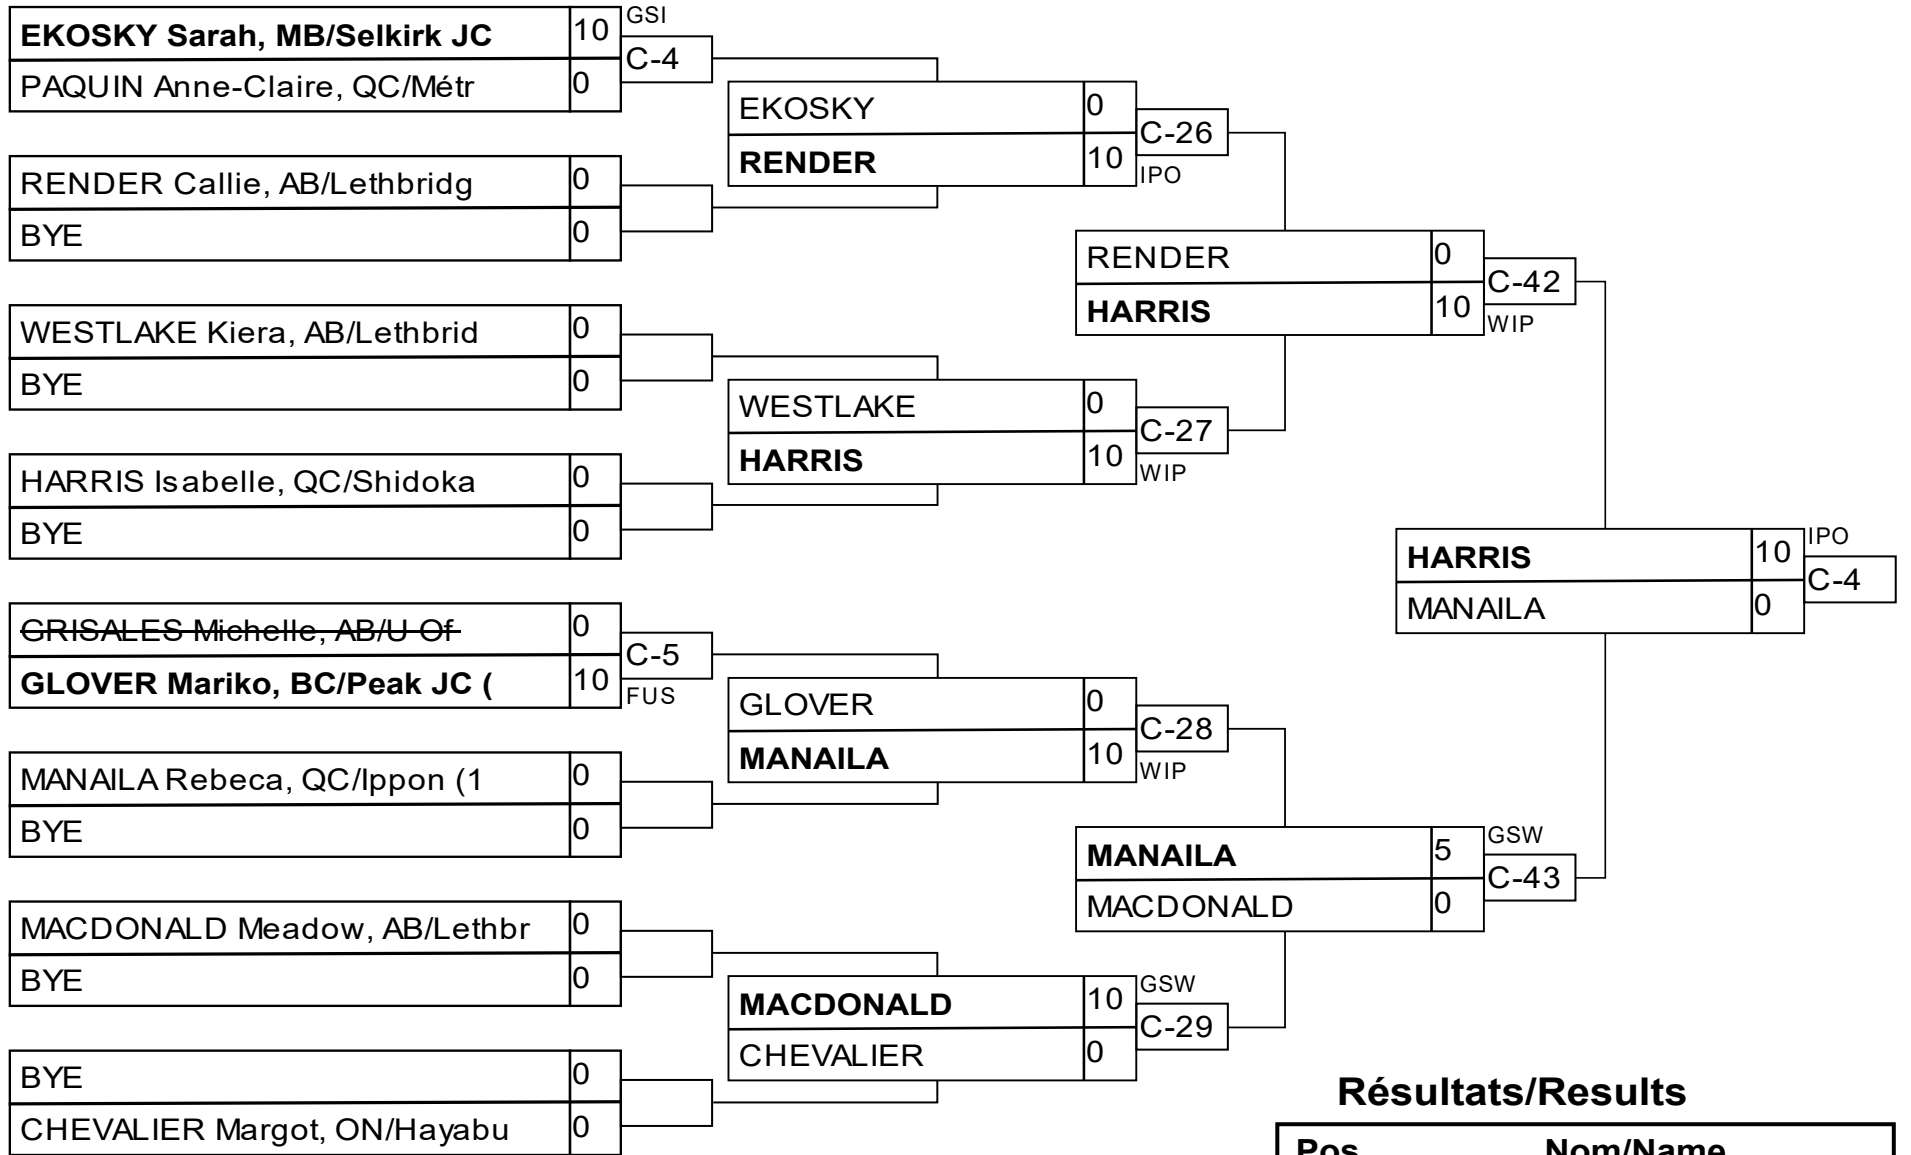 EKOSKY Sarah, MB/Selkirk JC 10 GSI
C-4
PAQUIN Anne-Claire, QC/Métr 0
RENDER Callie, AB/Lethbridg 0
BYE 0
WESTLAKE Kiera, AB/Lethbrid 0
BYE 0
HARRIS Isabelle, QC/Shidoka 0
BYE 0
GRISALES Michelle, AB/U Of 0
C-5
GLOVER Mariko, BC/Peak JC ( 10 FUS
MANAILA Rebeca, QC/Ippon (1 0
BYE 0
MACDONALD Meadow, AB/Lethbr 0
BYE 0
BYE 0
CHEVALIER Margot, ON/Hayabu 0
EKOSKY 0
C-26
RENDER 10 IPO
WESTLAKE 0
C-27
HARRIS 10 WIP
GLOVER 0
C-28
MANAILA 10 WIP
MACDONALD 10 GSW
C-29
CHEVALIER 0
RENDER 0
C-42
HARRIS 10 WIP
MANAILA 5 GSW
C-43
MACDONALD 0
HARRIS 10 IPO
C-4
MANAILA 0
Résultats/Results
Pos Nom/Name